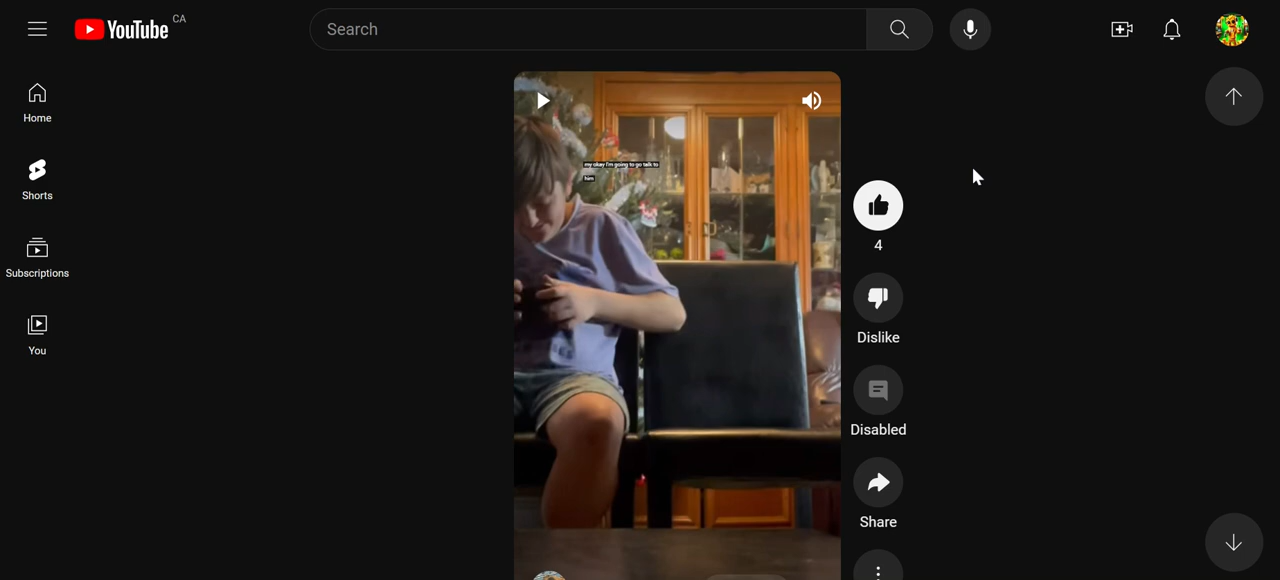 YouTube CA
Search
Home
my okay I'm going to go talk to
him
Shorts
4
Subscriptions
Dislike
You
Disabled
Share